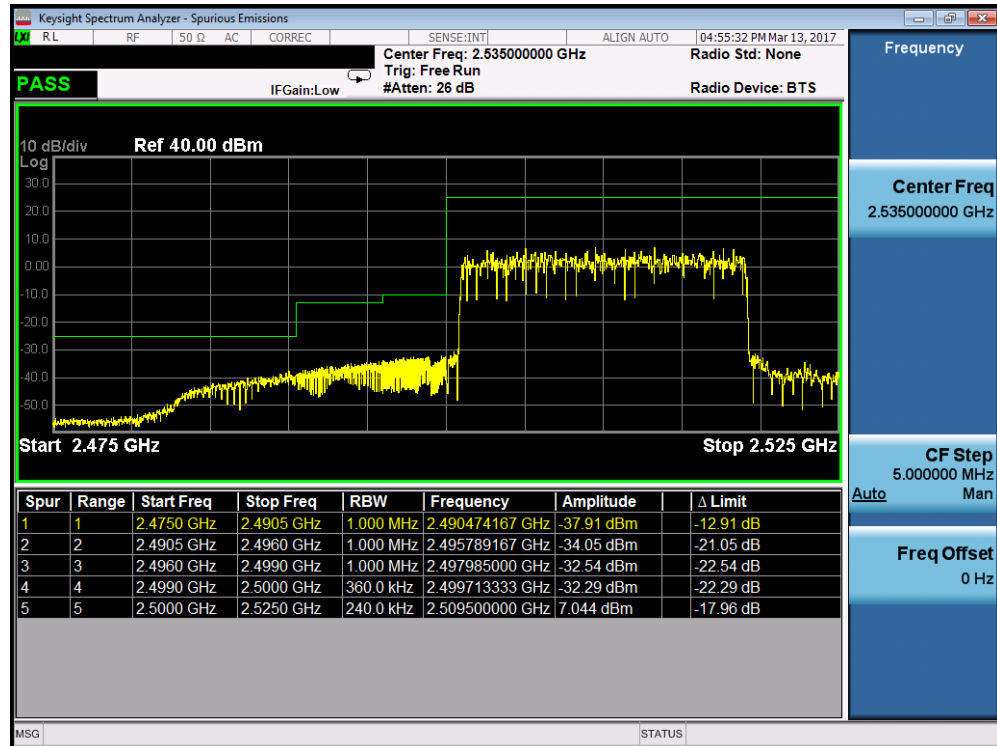 Keysight Spectrum Analyzer - Spurious Emissions
LXI RL RF 50 Ω AC CORREC SENSE:INT ALIGN AUTO 04:55:32 PM Mar 13, 2017
Center Freq: 2.535000000 GHz Radio Std: None
Trig: Free Run
PASS IFGain:Low #Atten: 26 dB Radio Device: BTS
10 dB/div Ref 40.00 dBm
Log
30.0
20.0
10.0
0.00
-10.0
-20.0
-30.0
-40.0
-50.0
Start 2.475 GHz Stop 2.525 GHz
Spur Range Start Freq Stop Freq RBW Frequency Amplitude Δ Limit
1 1 2.4750 GHz 2.4905 GHz 1.000 MHz 2.490474167 GHz -37.91 dBm -12.91 dB
2 2 2.4905 GHz 2.4960 GHz 1.000 MHz 2.495789167 GHz -34.05 dBm -21.05 dB
3 3 2.4960 GHz 2.4990 GHz 1.000 MHz 2.497985000 GHz -32.54 dBm -22.54 dB
4 4 2.4990 GHz 2.5000 GHz 360.0 kHz 2.499713333 GHz -32.29 dBm -22.29 dB
5 5 2.5000 GHz 2.5250 GHz 240.0 kHz 2.509500000 GHz 7.044 dBm -17.96 dB
MSG STATUS
Frequency
Center Freq
2.535000000 GHz
CF Step
5.000000 MHz
Auto Man
Freq Offset
0 Hz